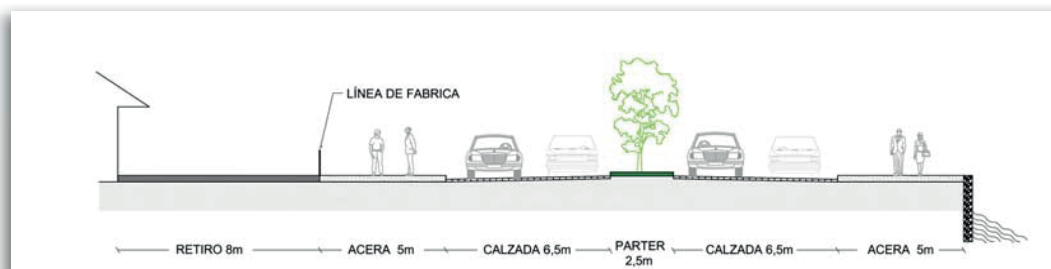 LÍNEA DE FABRICA
RETIRO 8m
ACERA 5m
CALZADA 6,5m
PARTER
2,5m
CALZADA 6,5m
ACERA 5m